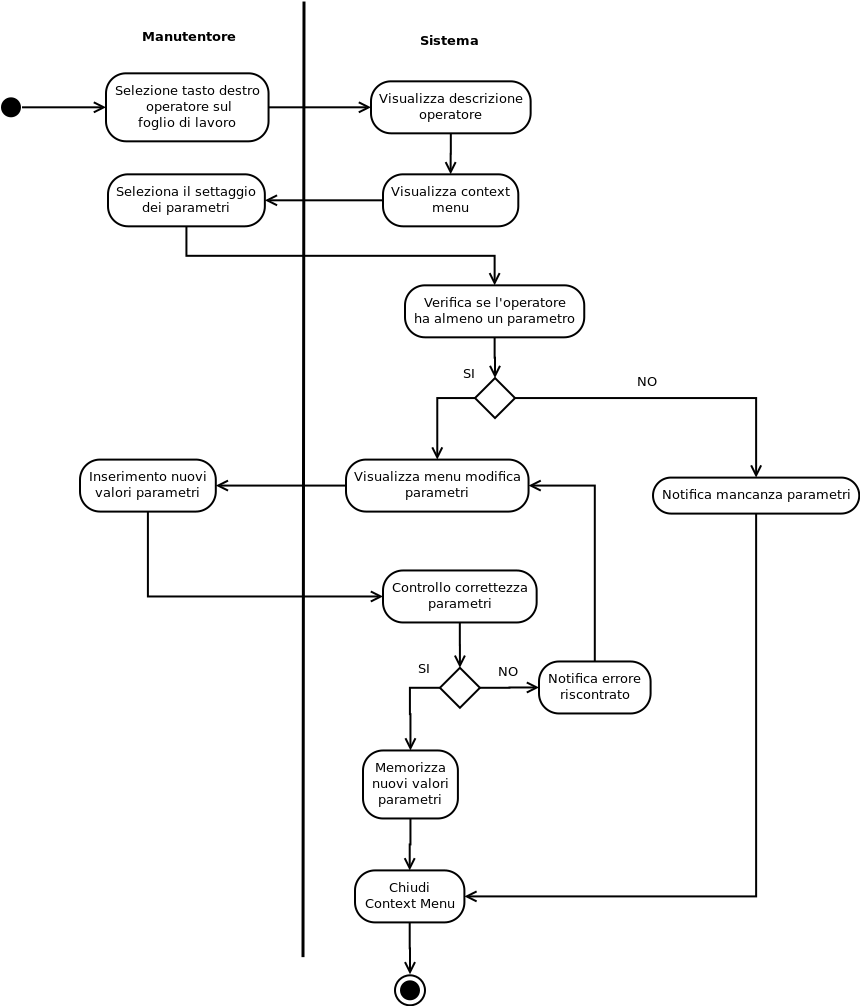 Manutentore
Sistema
Selezione tasto destro
operatore sul
foglio di lavoro
Visualizza descrizione
operatore
Seleziona il settaggio
dei parametri
Visualizza context
menu
Verifica se l'operatore
ha almeno un parametro
SI
NO
Inserimento nuovi
valori parametri
Visualizza menu modifica
parametri
Notifica mancanza parametri
Controllo correttezza
parametri
SI
NO
Notifica errore
riscontrato
Memorizza
nuovi valori
parametri
Chiudi
Context Menu